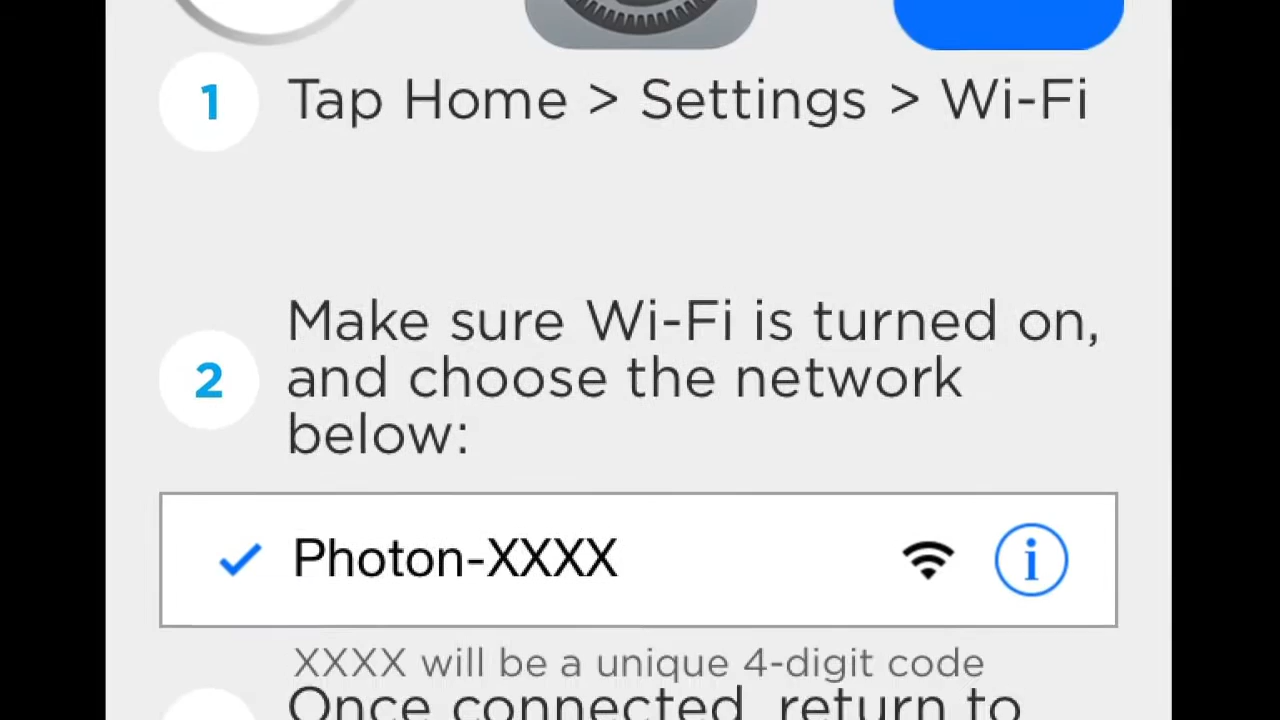 1 Tap Home > Settings > Wi-Fi
2 Make sure Wi-Fi is turned on,
and choose the network
below:
Photon-XXXX
XXXX will be a unique 4-digit code
Once connected, return to